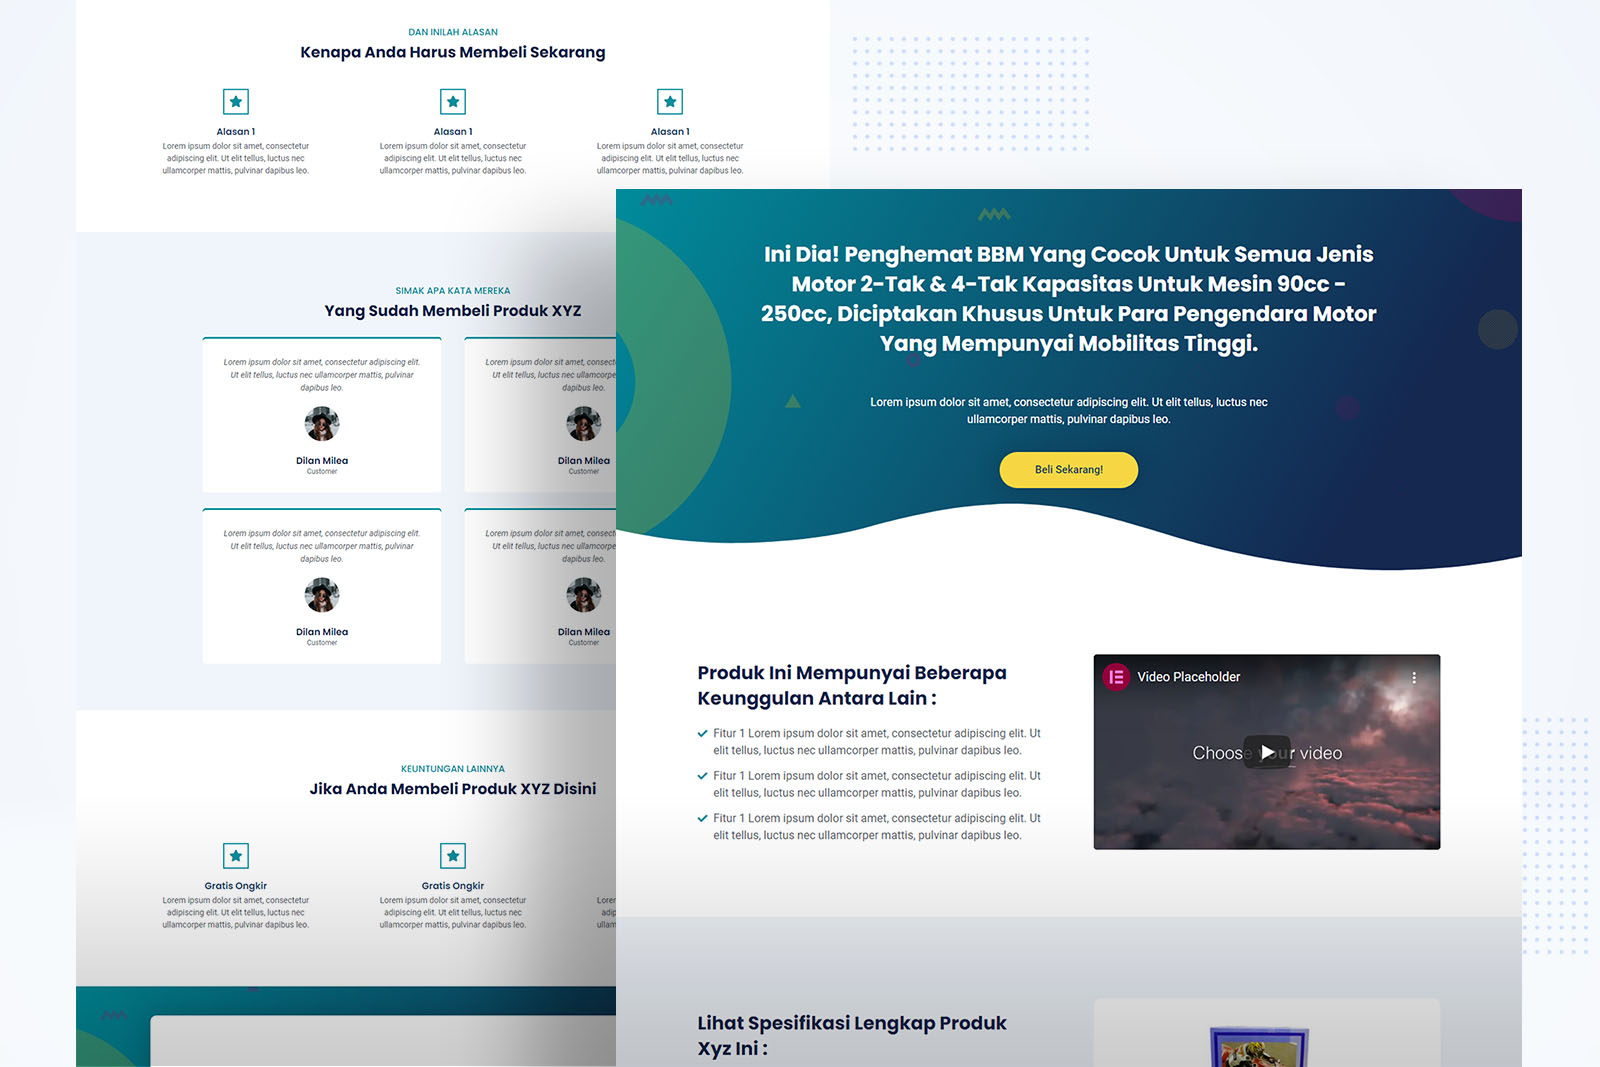 DAN INILAH ALASAN
Kenapa Anda Harus Membeli Sekarang
Alasan 1
Lorem ipsum dolor sit amet, consectetur
adipiscing elit. Ut elit tellus, luctus nec
ullamcorper mattis, pulvinar dapibus leo.
Alasan 1
Lorem ipsum dolor sit amet, consectetur
adipiscing elit. Ut elit tellus, luctus nec
ullamcorper mattis, pulvinar dapibus leo.
Alasan 1
Lorem ipsum dolor sit amet, consectetur
adipiscing elit. Ut elit tellus, luctus nec
ullamcorper mattis, pulvinar dapibus leo.
SIMAK APA KATA MEREKA
Yang Sudah Membeli Produk XYZ
Lorem ipsum dolor sit amet, consectetur adipiscing elit.
Ut elit tellus, luctus nec ullamcorper mattis, pulvinar
dapibus leo.
Dilan Milea
Customer
Lorem ipsum dolor sit amet,
Ut elit tellus, luctus nec
dapibus leo.
Dilan Milea
Customer
Lorem ipsum dolor sit amet, consectetur adipiscing elit.
Ut elit tellus, luctus nec ullamcorper mattis, pulvinar
dapibus leo.
Dilan Milea
Customer
Lorem ipsum dolor sit amet,
Ut elit tellus, luctus nec
dapibus leo.
Dilan Milea
Customer
KEUNTUNGAN LAINNYA
Jika Anda Membeli Produk XYZ Disini
Gratis Ongkir
Lorem ipsum dolor sit amet, consectetur
adipiscing elit. Ut elit tellus, luctus nec
ullamcorper mattis, pulvinar dapibus leo.
Gratis Ongkir
Lorem ipsum dolor sit amet, consectetur
adipiscing elit. Ut elit tellus, luctus nec
ullamcorper mattis, pulvinar dapibus leo.
Ini Dia! Penghemat BBM Yang Cocok Untuk Semua Jenis
Motor 2-Tak & 4-Tak Kapasitas Untuk Mesin 90cc -
250cc, Diciptakan Khusus Untuk Para Pengendara Motor
Yang Mempunyai Mobilitas Tinggi.
Lorem ipsum dolor sit amet, consectetur adipiscing elit. Ut elit tellus, luctus nec
ullamcorper mattis, pulvinar dapibus leo.
Beli Sekarang!
Produk Ini Mempunyai Beberapa
Keunggulan Antara Lain :
Fitur 1 Lorem ipsum dolor sit amet, consectetur adipiscing elit. Ut
elit tellus, luctus nec ullamcorper mattis, pulvinar dapibus leo.
Fitur 1 Lorem ipsum dolor sit amet, consectetur adipiscing elit. Ut
elit tellus, luctus nec ullamcorper mattis, pulvinar dapibus leo.
Fitur 1 Lorem ipsum dolor sit amet, consectetur adipiscing elit. Ut
elit tellus, luctus nec ullamcorper mattis, pulvinar dapibus leo.
Video Placeholder
Choose your video
Lihat Spesifikasi Lengkap Produk
Xyz Ini :